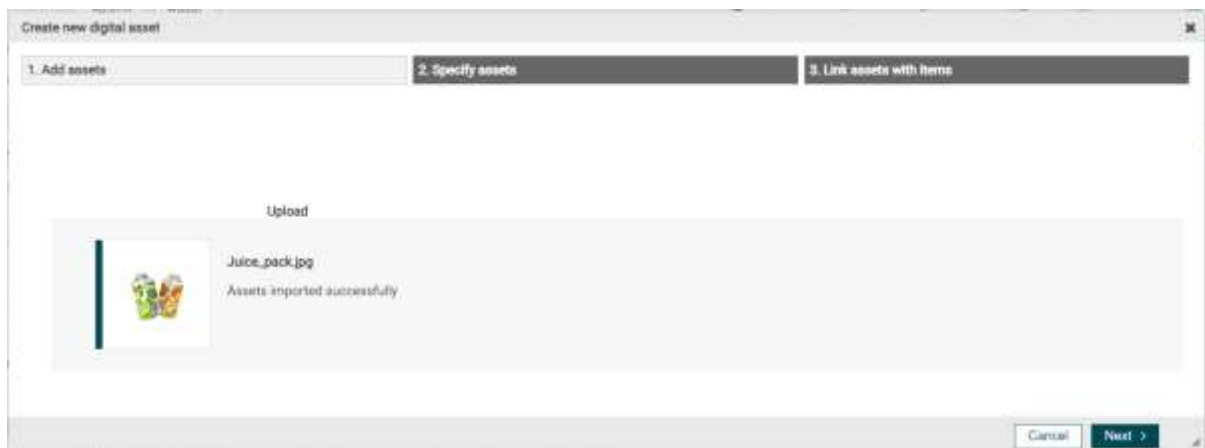 Create new digital asset
1. Add assets
2. Specify assets
3. Link assets with items
Upload
Juice_pack.jpg
Assets imported successfully
Cancel
Next >